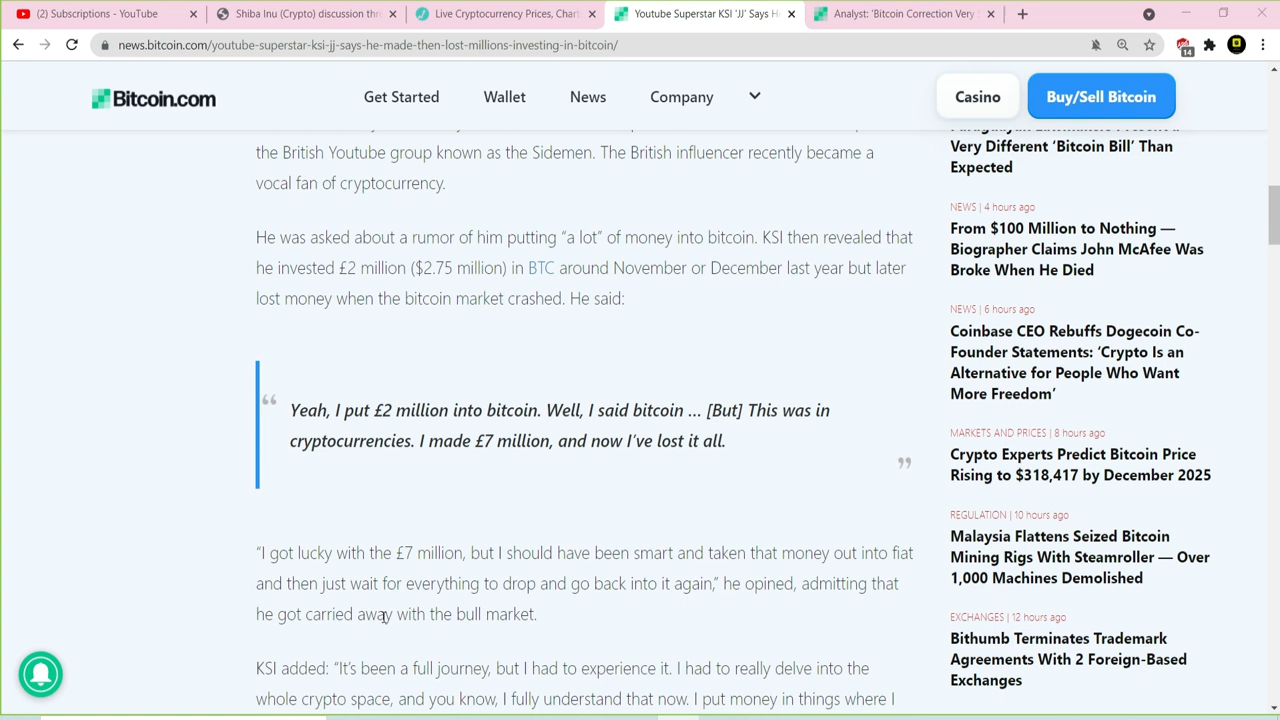 (2) Subscriptions - YouTube
Shiba Inu (Crypto) discussion thr
Live Cryptocurrency Prices, Chart
Youtube Superstar KSI 'JJ' Says H
Analyst: 'Bitcoin Correction Very S
news.bitcoin.com/youtube-superstar-ksi-jj-says-he-made-then-lost-millions-investing-in-bitcoin/
14
Bitcoin.com
Get Started
Wallet
News
Company
Casino
Buy/Sell Bitcoin
the British Youtube group known as the Sidemen. The British influencer recently became a
vocal fan of cryptocurrency.
He was asked about a rumor of him putting “a lot” of money into bitcoin. KSI then revealed that
he invested £2 million ($2.75 million) in BTC around November or December last year but later
lost money when the bitcoin market crashed. He said:
“
Yeah, I put £2 million into bitcoin. Well, I said bitcoin … [But] This was in
cryptocurrencies. I made £7 million, and now I’ve lost it all.
”
“I got lucky with the £7 million, but I should have been smart and taken that money out into fiat
and then just wait for everything to drop and go back into it again,” he opined, admitting that
he got carried away with the bull market.
KSI added: “It’s been a full journey, but I had to experience it. I had to really delve into the
whole crypto space, and you know, I fully understand that now. I put money in things where I
Very Different ‘Bitcoin Bill’ Than
Expected
NEWS | 4 hours ago
From $100 Million to Nothing —
Biographer Claims John McAfee Was
Broke When He Died
NEWS | 6 hours ago
Coinbase CEO Rebuffs Dogecoin Co-
Founder Statements: ‘Crypto Is an
Alternative for People Who Want
More Freedom’
MARKETS AND PRICES | 8 hours ago
Crypto Experts Predict Bitcoin Price
Rising to $318,417 by December 2025
REGULATION | 10 hours ago
Malaysia Flattens Seized Bitcoin
Mining Rigs With Steamroller — Over
1,000 Machines Demolished
EXCHANGES | 12 hours ago
Bithumb Terminates Trademark
Agreements With 2 Foreign-Based
Exchanges